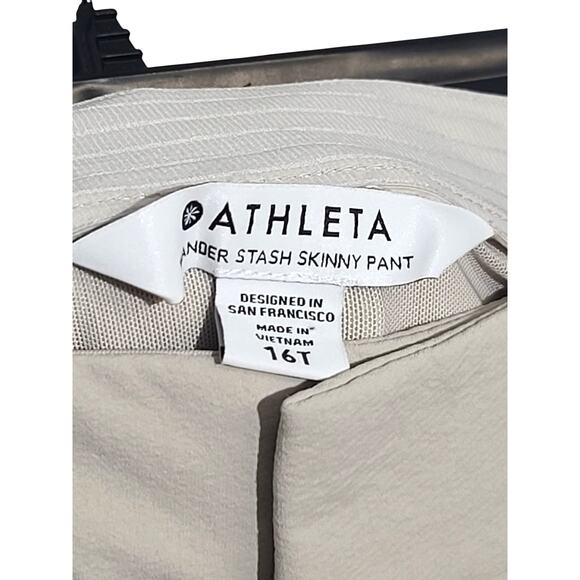 ATHLETA
ANDER STASH SKINNY PANT
DESIGNED IN
SAN FRANCISCO
MADE IN
VIETNAM
16T